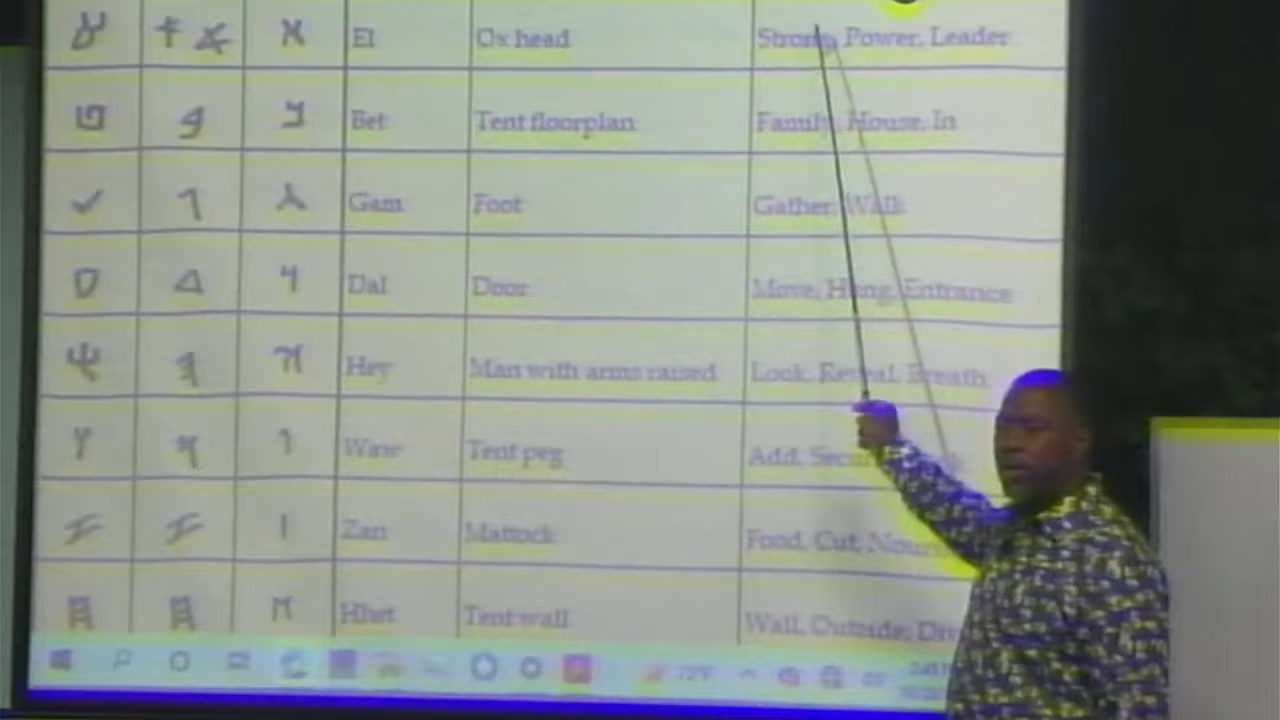 El Ox head Strong, Power, Leader
Bet Tent floorplan Family, House, In
Gam Foot Gather, Walk
Dal Door Move, Hang, Entrance
Hey Man with arms raised Look, Reveal, Breath
Waw Tent peg Add,
Zan Mattock Food, Cut,
Hhet Tent wall Wall, Outside,
72°F